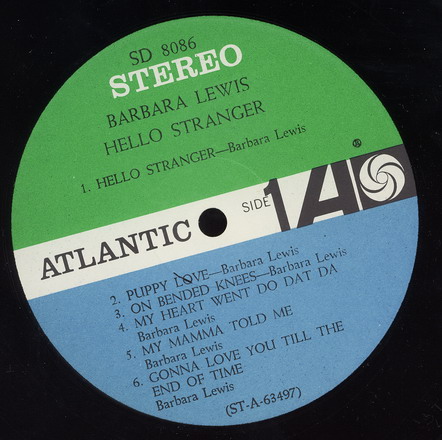 SD 8086
STEREO
BARBARA LEWIS
HELLO STRANGER
1. HELLO STRANGER—Barbara Lewis
ATLANTIC
SIDE 1 A
2. PUPPY LOVE—Barbara Lewis
3. ON BENDED KNEES—Barbara Lewis
4. MY HEART WENT DO DAT DA
Barbara Lewis
5. MY MAMMA TOLD ME
Barbara Lewis
6. GONNA LOVE YOU TILL THE
END OF TIME
Barbara Lewis
(ST-A-63497)